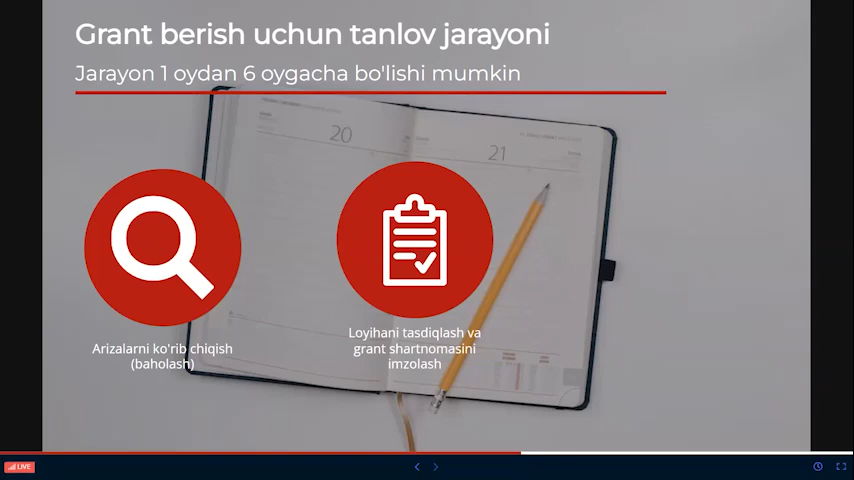 Grant berish uchun tanlov jarayoni
Jarayon 1 oydan 6 oygacha bo'lishi mumkin
20
21
Arizalarni ko'rib chiqish
(baholash)
Loyihani tasdiqlash va
grant shartnomasini
imzolash
LIVE